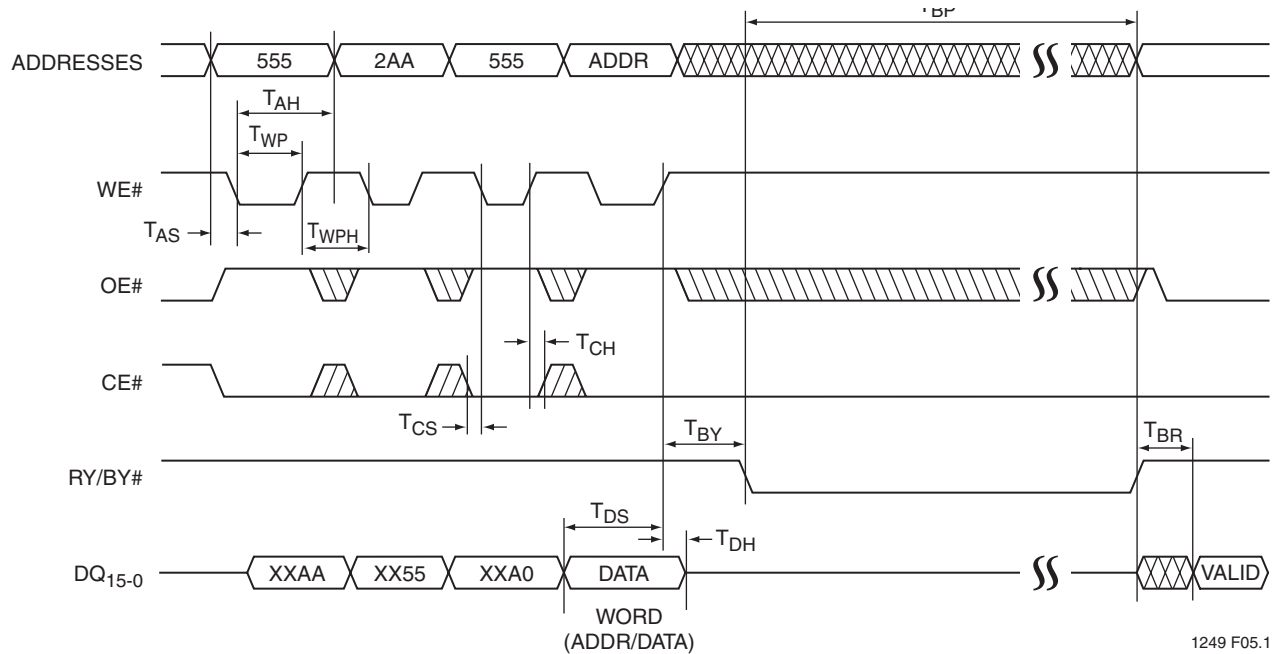 TBP
ADDRESSES 555 2AA 555 ADDR
TAH
TWP
WE#
TAS TWPH
OE#
TCH
CE#
TCS
TBY TBR
RY/BY#
TDS
TDH
DQ15-0 XXAA XX55 XXA0 DATA VALID
WORD
(ADDR/DATA)
1249 F05.1